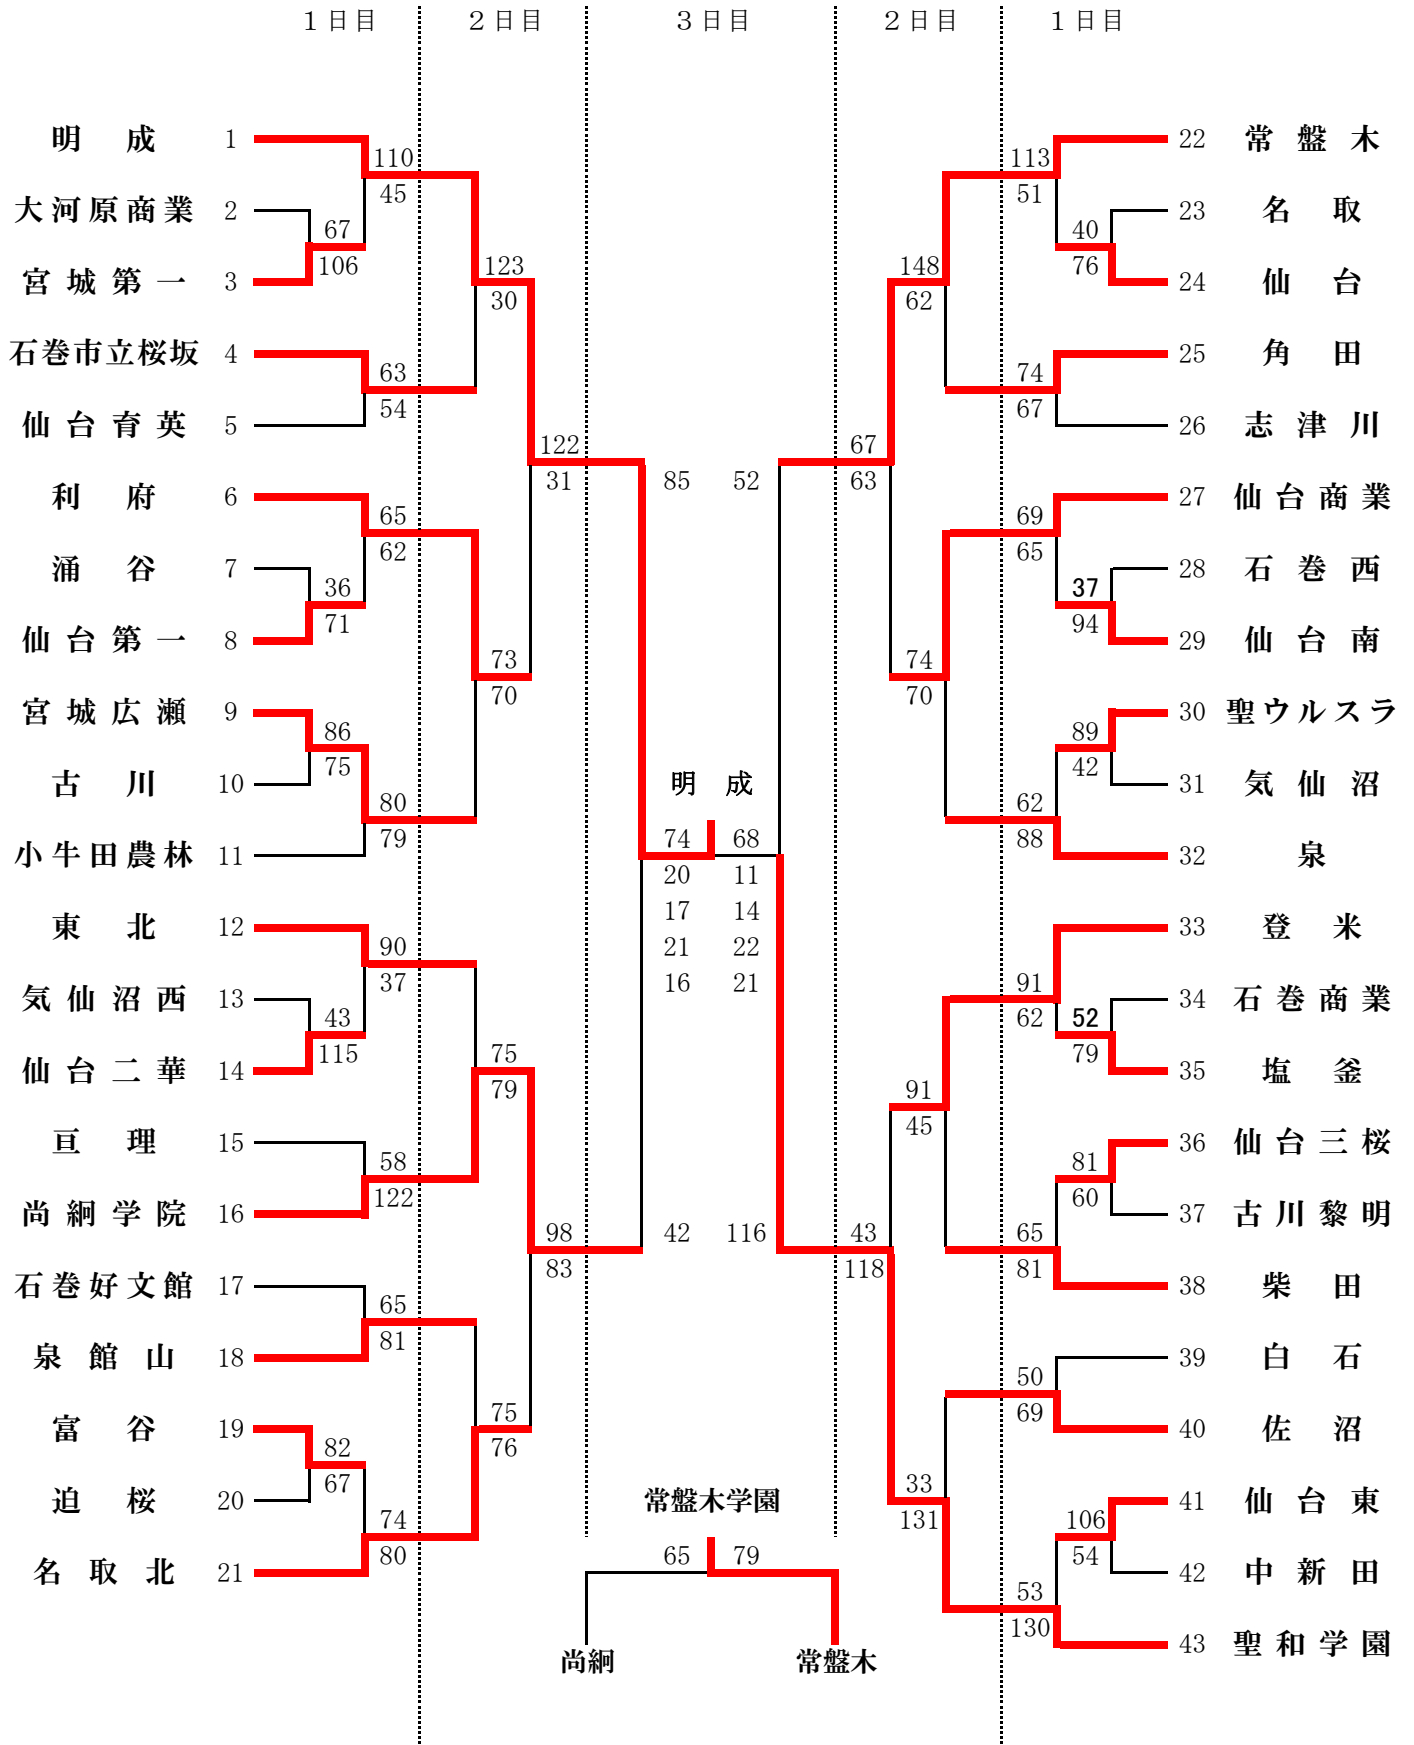 1日目 2日目 3日目 2日目 1日目
明成 1 22 常盤木
110 113
45 51
大河原商業 2 23 名取
67 40
106 76
宮城第一 3 24 仙台
123 148
30 62
石巻市立桜坂 4 25 角田
63 74
54 67
仙台育英 5 26 志津川
122 67
31 85 52 63
利府 6 27 仙台商業
65 69
62 65
涌谷 7 28 石巻西
36 37
71 94
仙台第一 8 29 仙台南
73 74
70 70
宮城広瀬 9 30 聖ウルスラ
86 89
75 42
古川 10 明成 31 気仙沼
80 62
79 74 68 88
小牛田農林 11 32 泉
20 11
17 14
東北 12 33 登米
90 21 22
37 16 21 91
62
気仙沼西 13 34 石巻商業
43 52
115 79
仙台二華 14 35 塩釜
75 91
79 45
亘理 15 36 仙台三桜
58 81
122 60
尚絅学院 16 37 古川黎明
98 42 116 43 65
83 118 81
石巻好文館 17 38 柴田
65
81
泉館山 18 39 白石
50
69
富谷 19 40 佐沼
75
76
82
67
迫桜 20 常盤木学園 41 仙台東
33
131
74 106
80 65 79 54
名取北 21 42 中新田
53
130
尚絅 常盤木 43 聖和学園